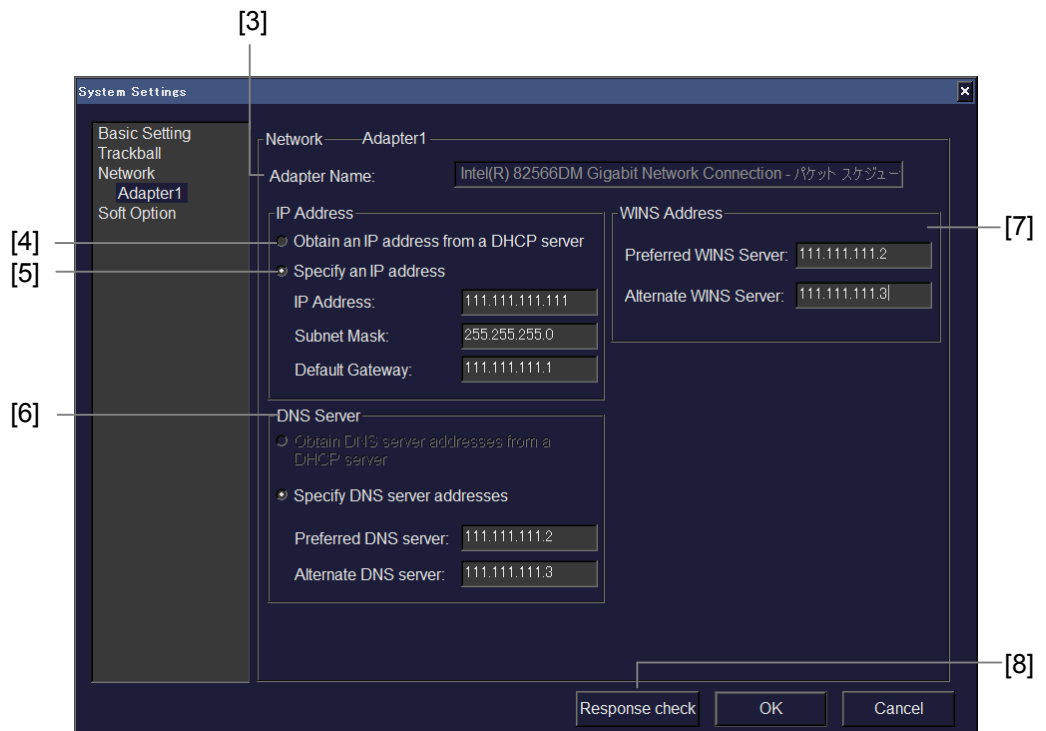 [3]
System Settings
Basic Setting
Trackball
Network
Adapter1
Soft Option
Network
Adapter1
Adapter Name:
Intel(R) 82566DM Gigabit Network Connection - パケット スケジュー
IP Address
[4]
Obtain an IP address from a DHCP server
[5]
Specify an IP address
IP Address:
111.111.111.111
Subnet Mask:
255.255.255.0
Default Gateway:
111.111.111.1
WINS Address
[7]
Preferred WINS Server:
111.111.111.2
Alternate WINS Server:
111.111.111.3
[6]
DNS Server
Obtain DNS server addresses from a
DHCP server
Specify DNS server addresses
Preferred DNS server:
111.111.111.2
Alternate DNS server:
111.111.111.3
[8]
Response check
OK
Cancel